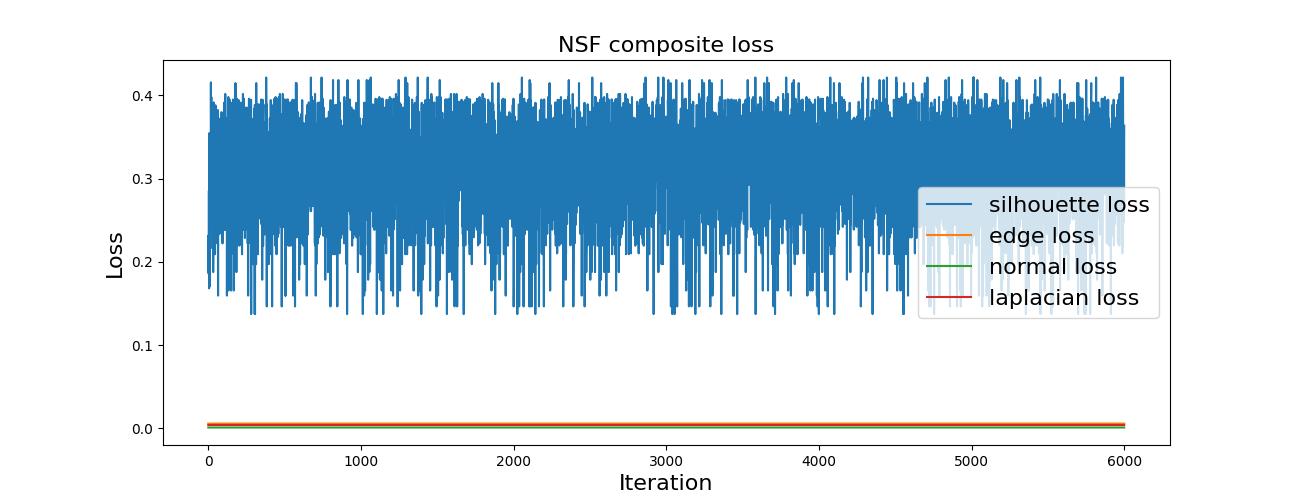 NSF composite loss
Loss
0.4
0.3
0.2
0.1
0.0
silhouette loss
edge loss
normal loss
laplacian loss
0 1000 2000 3000 4000 5000 6000
Iteration